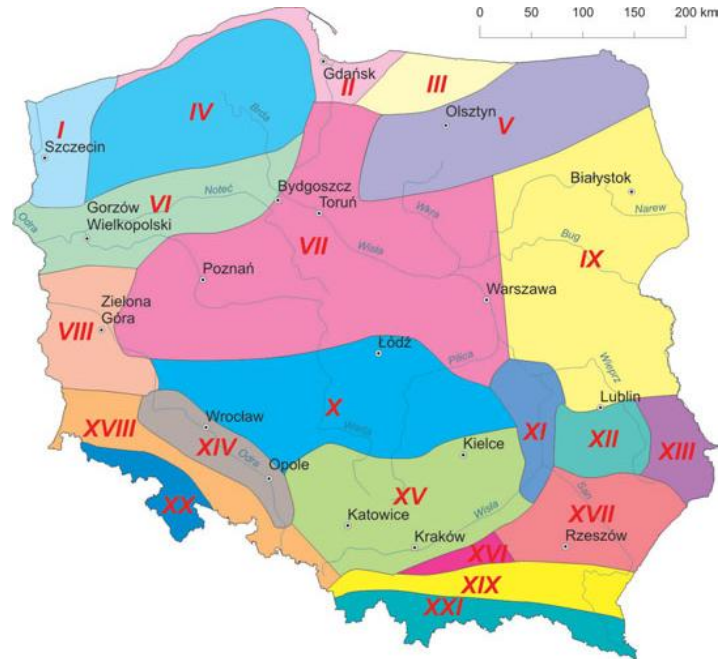 0 50 100 150 200 km
Gdańsk
II
III
I
IV
Brda
Olsztyn
V
Szczecin
Białystok
Bydgoszcz
Toruń
Noteć
VI
Gorzów
Wielkopolski
Odra
Wkra
Narew
Bug
VII
Wisła
IX
Poznań
Warszawa
Zielona
Góra
VIII
Łódź
Pilica
Wieprz
Lublin
X
Warta
XVIII
Wrocław
XIV
Odra
Opole
Kielce
XI
XII
XIII
XX
XV
San
XVII
Katowice
Wisła
Kraków
Rzeszów
XVI
XIX
XXI